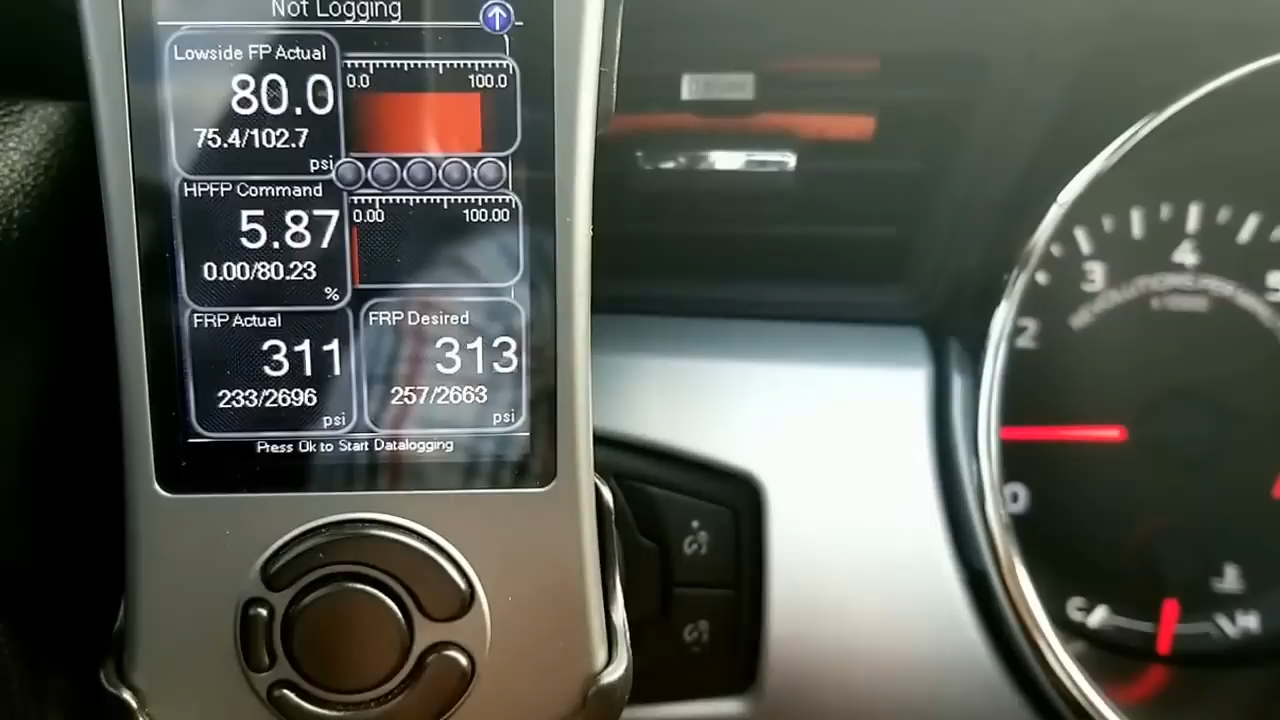 Not Logging
Lowside FP Actual
80.0
75.4/102.7
psi
0.0 100.0
HPFP Command
5.87
0.00/80.23
%
0.00 100.00
FRP Actual
311
233/2696
psi
FRP Desired
313
257/2663
psi
Press Ok to Start Datalogging
0
2
3
4
5
C
H